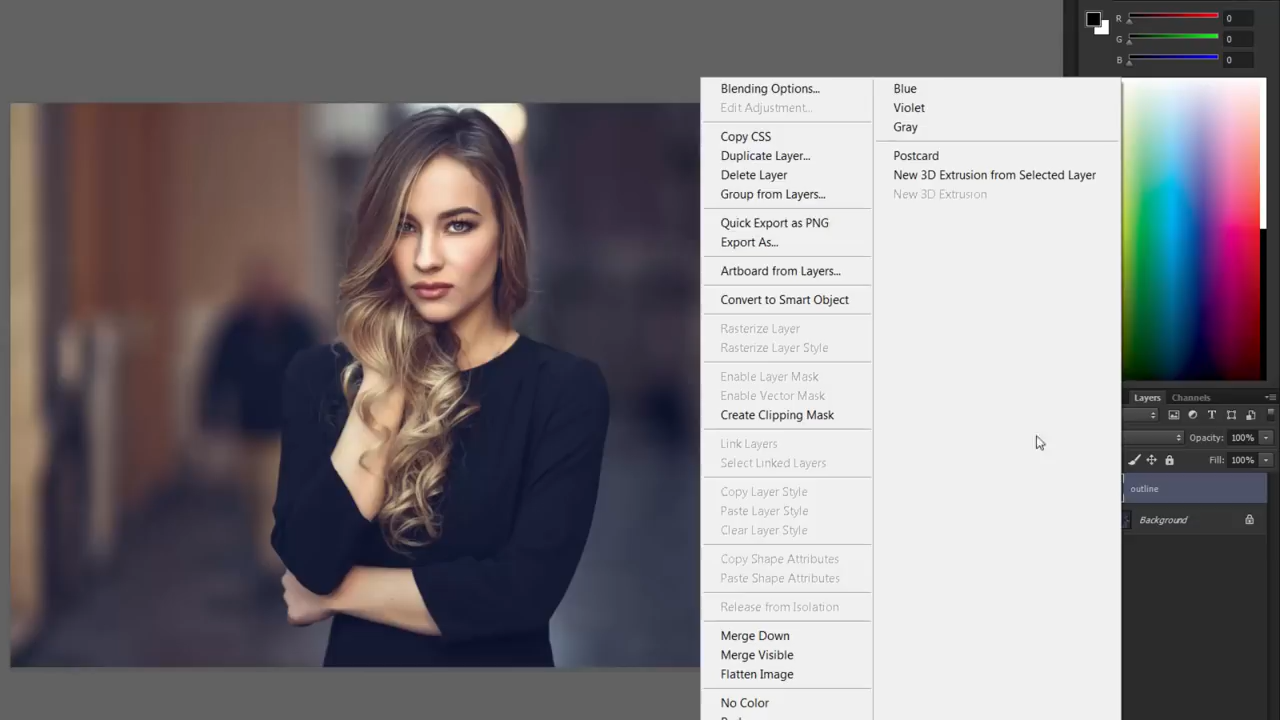 R 0
G 0
B 0
Blending Options...
Edit Adjustment...
Copy CSS
Duplicate Layer...
Delete Layer
Group from Layers...
Quick Export as PNG
Export As...
Artboard from Layers...
Convert to Smart Object
Rasterize Layer
Rasterize Layer Style
Enable Layer Mask
Enable Vector Mask
Create Clipping Mask
Link Layers
Select Linked Layers
Copy Layer Style
Paste Layer Style
Clear Layer Style
Copy Shape Attributes
Paste Shape Attributes
Release from Isolation
Merge Down
Merge Visible
Flatten Image
No Color
Blue
Violet
Gray
Postcard
New 3D Extrusion from Selected Layer
New 3D Extrusion
Layers Channels
Opacity: 100%
Fill: 100%
outline
Background